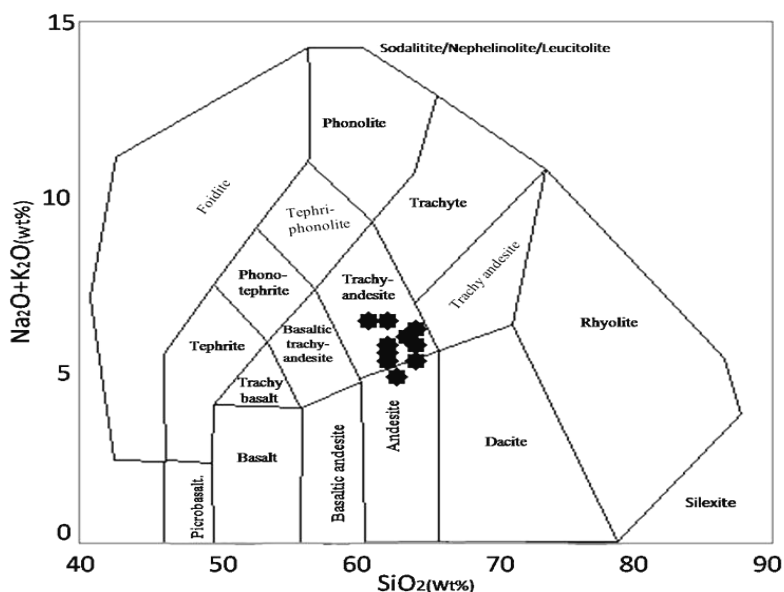 15
Sodalitite/Nephelinolite/Leucitolite
Phonolite
10
Foidite
Tephri-
phonolite
Trachyte
Phono-
tephrite
Trachy-
andesite
Trachy andesite
Rhyolite
Tephrite
Basaltic
trachy-
andesite
5
Trachy
basalt
Picrobasalt.
Basalt
Basaltic andesite
Andesite
Dacite
Silexite
0
40
50
60
70
80
90
Na2O+K2O(wt%)
SiO2(Wt%)